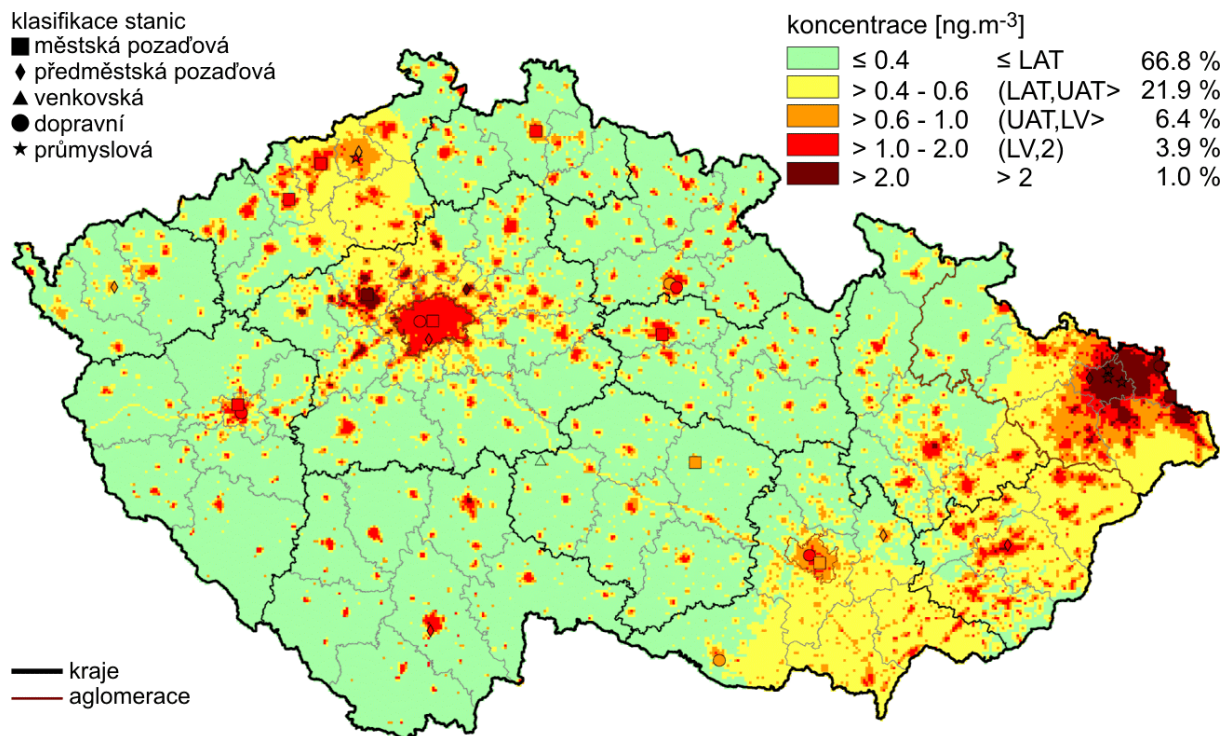 klasifikace stanic
městská pozaďová
předměstská pozaďová
venkovská
dopravní
průmyslová
koncentrace [ng.m-3]
≤ 0.4 ≤ LAT 66.8 %
> 0.4 - 0.6 (LAT,UAT> 21.9 %
> 0.6 - 1.0 (UAT,LV> 6.4 %
> 1.0 - 2.0 (LV,2) 3.9 %
> 2.0 > 2 1.0 %
kraje
aglomerace